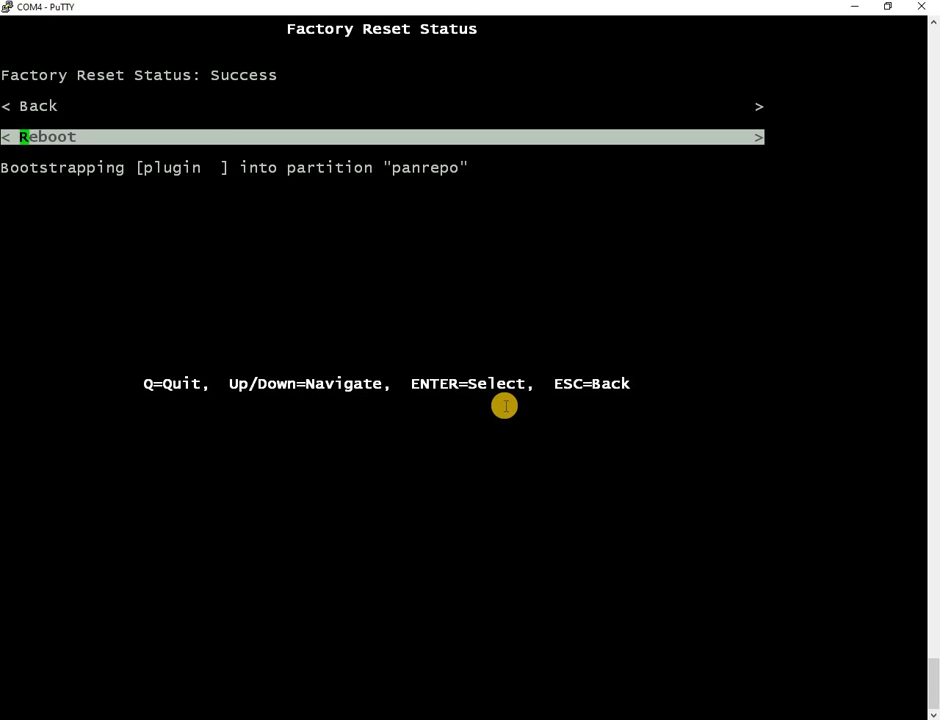 COM4 - PuTTY
Factory Reset Status
Factory Reset Status: Success
< Back >
< Reboot >
Bootstrapping [plugin  ] into partition "panrepo"
Q=Quit,  Up/Down=Navigate,  ENTER=Select,  ESC=Back